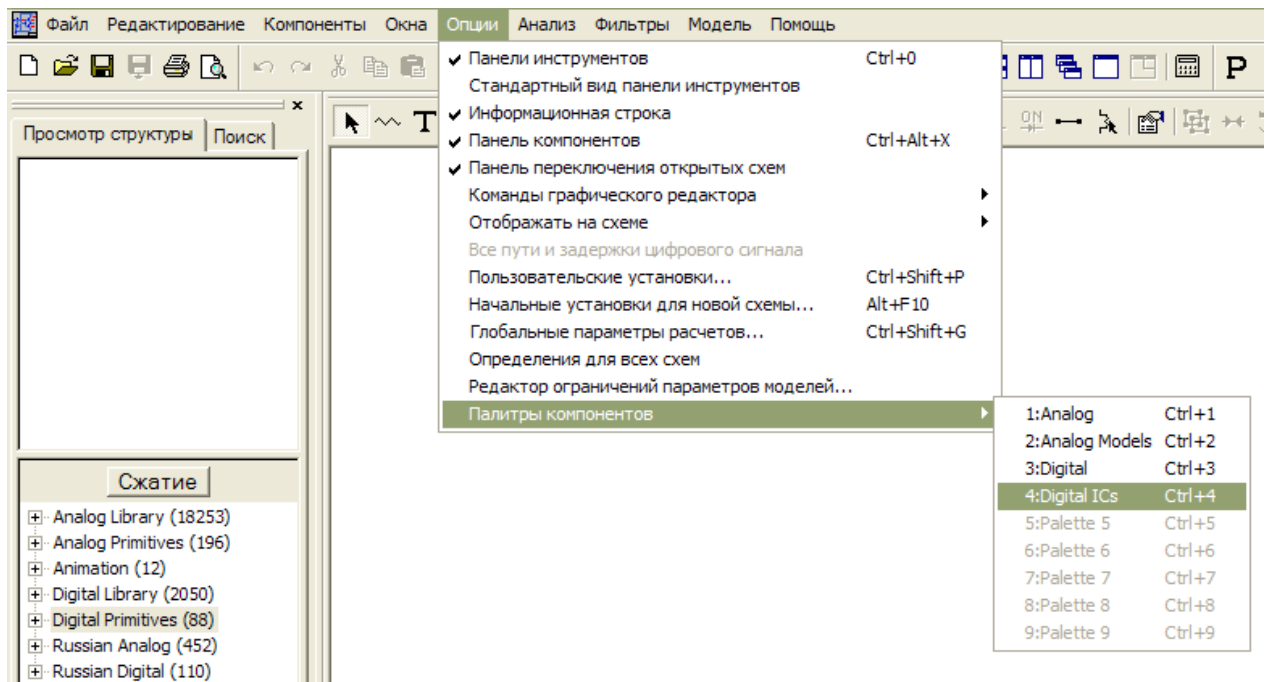 Файл Редактирование Компоненты Окна Опции Анализ Фильтры Модель Помощь
P
Просмотр структуры Поиск
T
ON
Панели инструментов Ctrl+0
Стандартный вид панели инструментов
Информационная строка
Панель компонентов Ctrl+Alt+X
Панель переключения открытых схем
Команды графического редактора
Отображать на схеме
Все пути и задержки цифрового сигнала
Пользовательские установки... Ctrl+Shift+P
Начальные установки для новой схемы... Alt+F10
Глобальные параметры расчетов... Ctrl+Shift+G
Определения для всех схем
Редактор ограничений параметров моделей...
Палитры компонентов
1:Analog Ctrl+1
2:Analog Models Ctrl+2
3:Digital Ctrl+3
4:Digital ICs Ctrl+4
5:Palette 5 Ctrl+5
6:Palette 6 Ctrl+6
7:Palette 7 Ctrl+7
8:Palette 8 Ctrl+8
9:Palette 9 Ctrl+9
Сжатие
Analog Library (18253)
Analog Primitives (196)
Animation (12)
Digital Library (2050)
Digital Primitives (88)
Russian Analog (452)
Russian Digital (110)